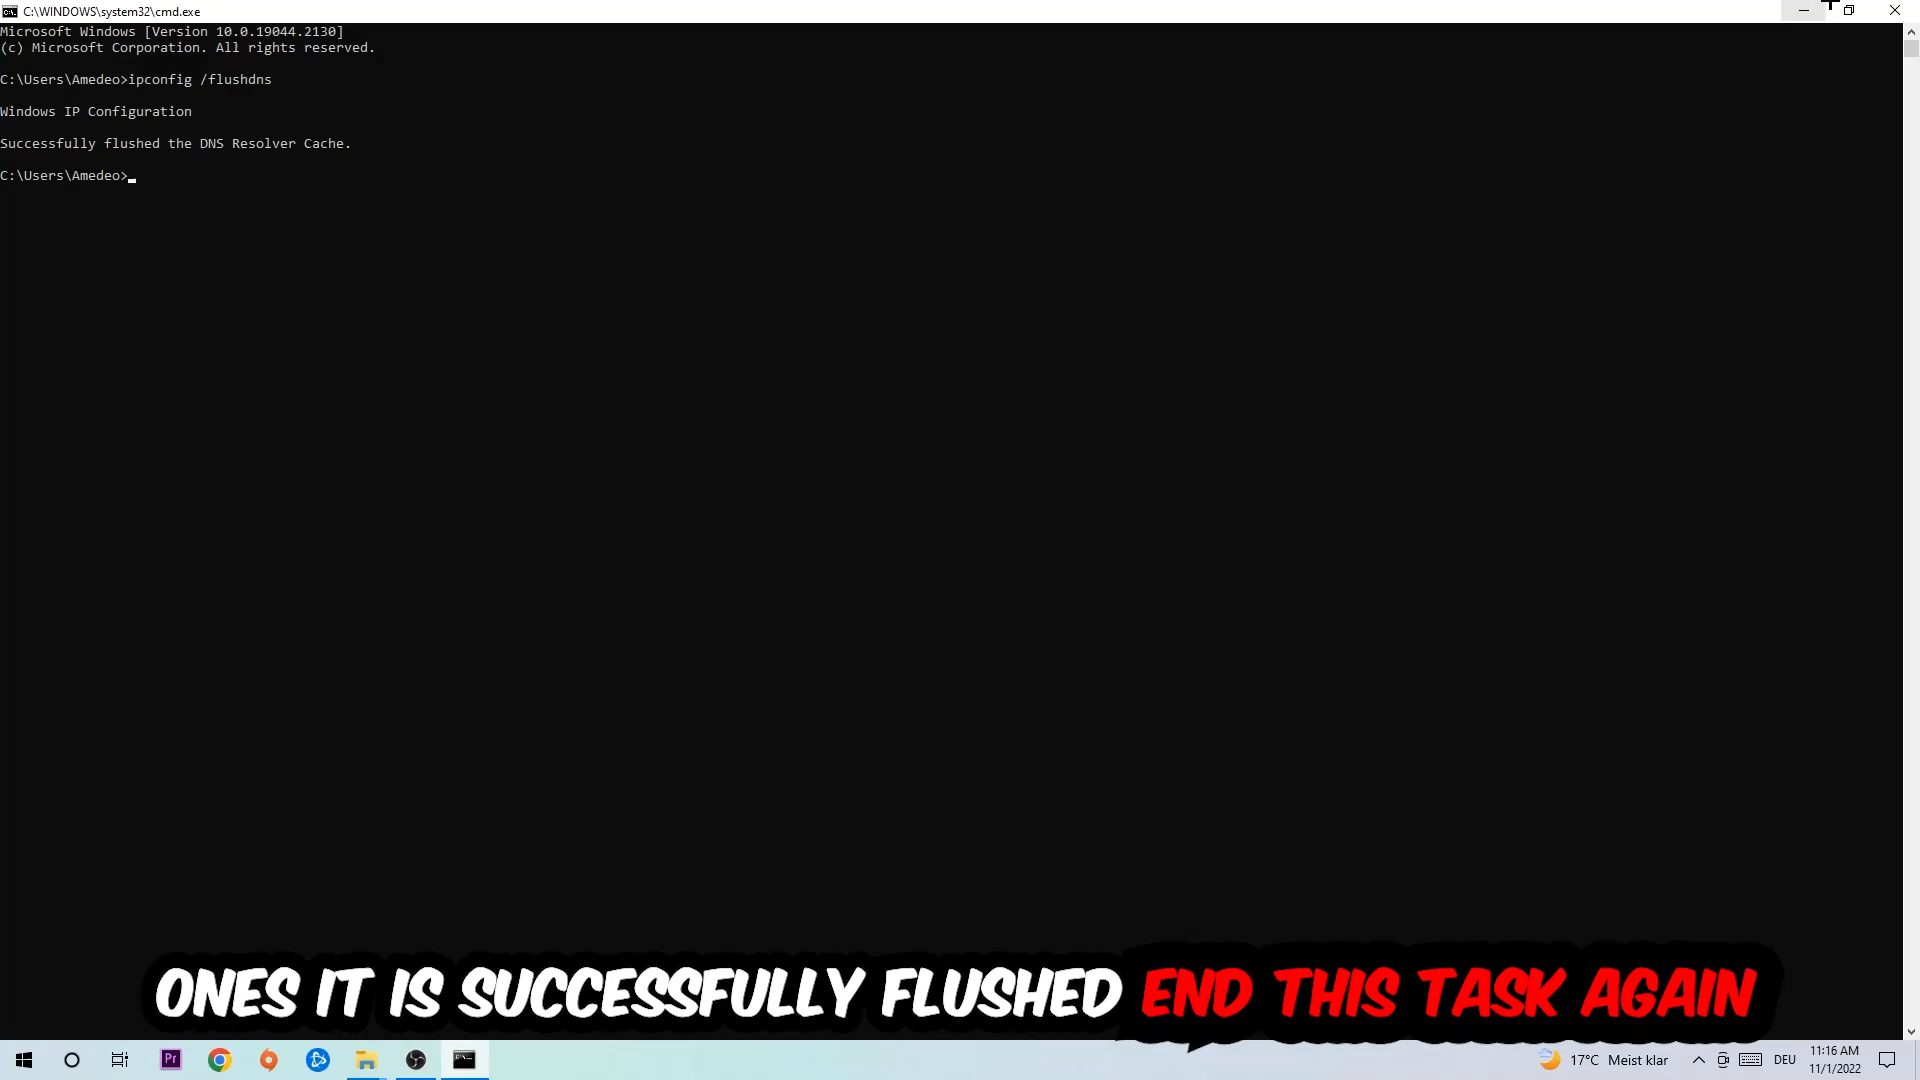 C:\WINDOWS\system32\cmd.exe
Microsoft Windows [Version 10.0.19044.2130]
(c) Microsoft Corporation. All rights reserved.
C:\Users\Amedeo>ipconfig /flushdns
Windows IP Configuration
Successfully flushed the DNS Resolver Cache.
C:\Users\Amedeo>
ONES IT IS SUCCESSFULLY FLUSHED END THIS TASK AGAIN
Pr
17°C Meist klar
DEU
11:16 AM
11/1/2022